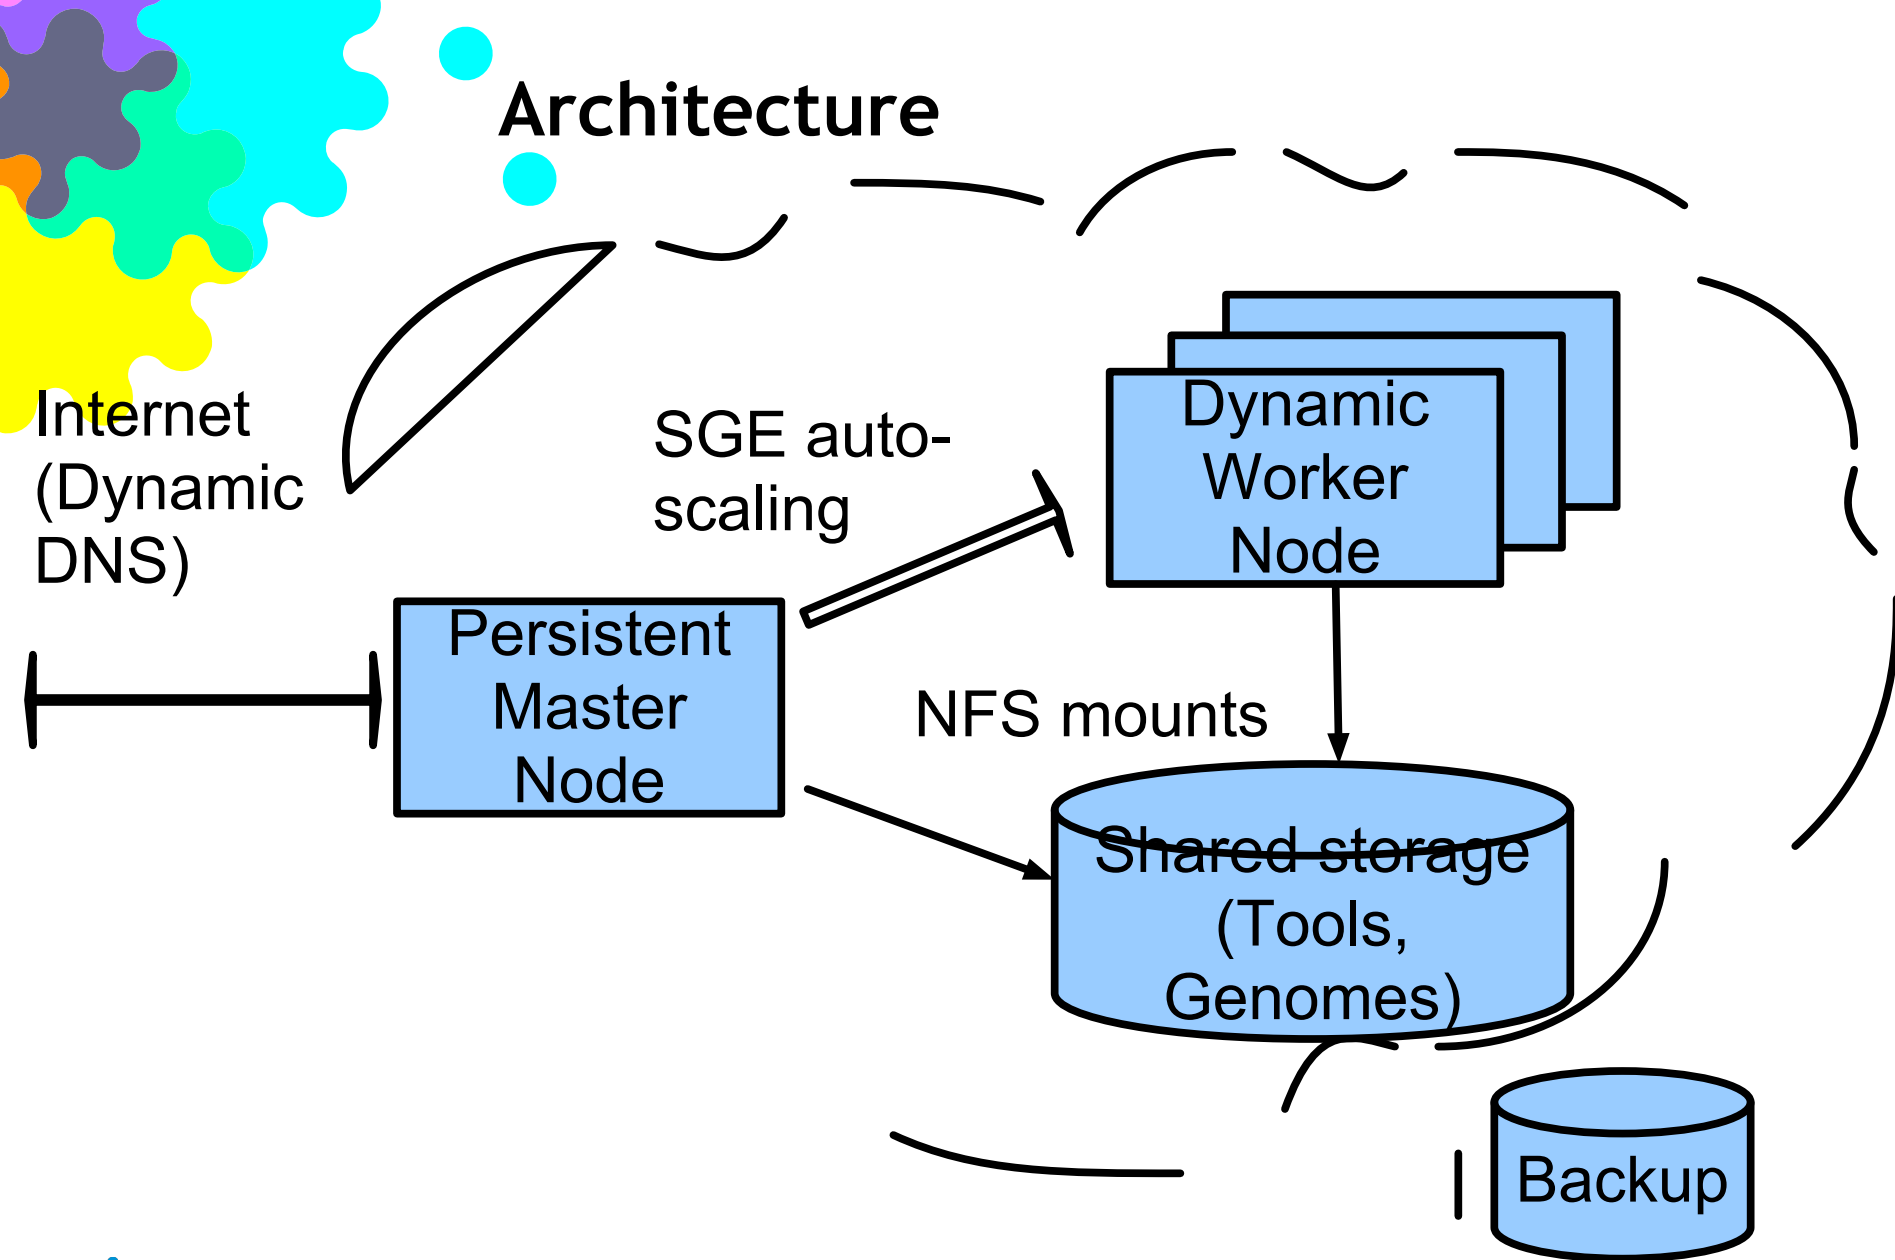 Architecture
Internet
(Dynamic
DNS)
SGE auto-
scaling
Dynamic
Worker
Node
Persistent
Master
Node
NFS mounts
Shared storage
(Tools,
Genomes)
Backup